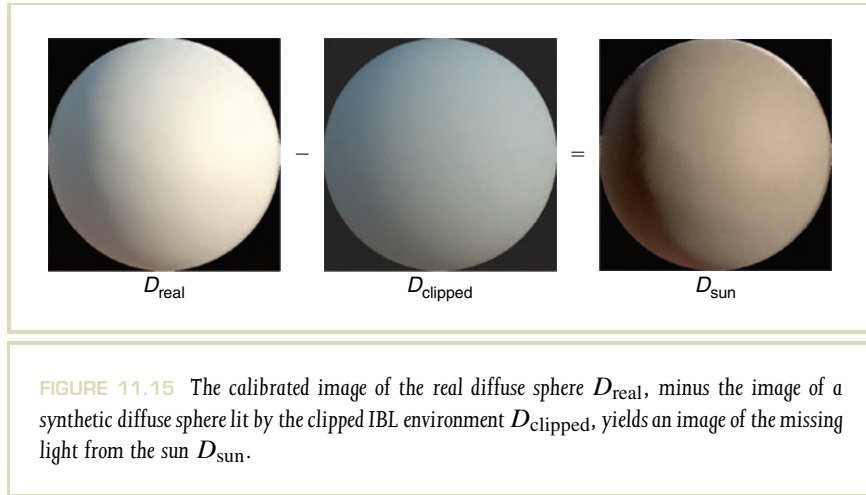 − =
D_real D_clipped D_sun
FIGURE 11.15 The calibrated image of the real diffuse sphere D_real, minus the image of a
synthetic diffuse sphere lit by the clipped IBL environment D_clipped, yields an image of the missing
light from the sun D_sun.